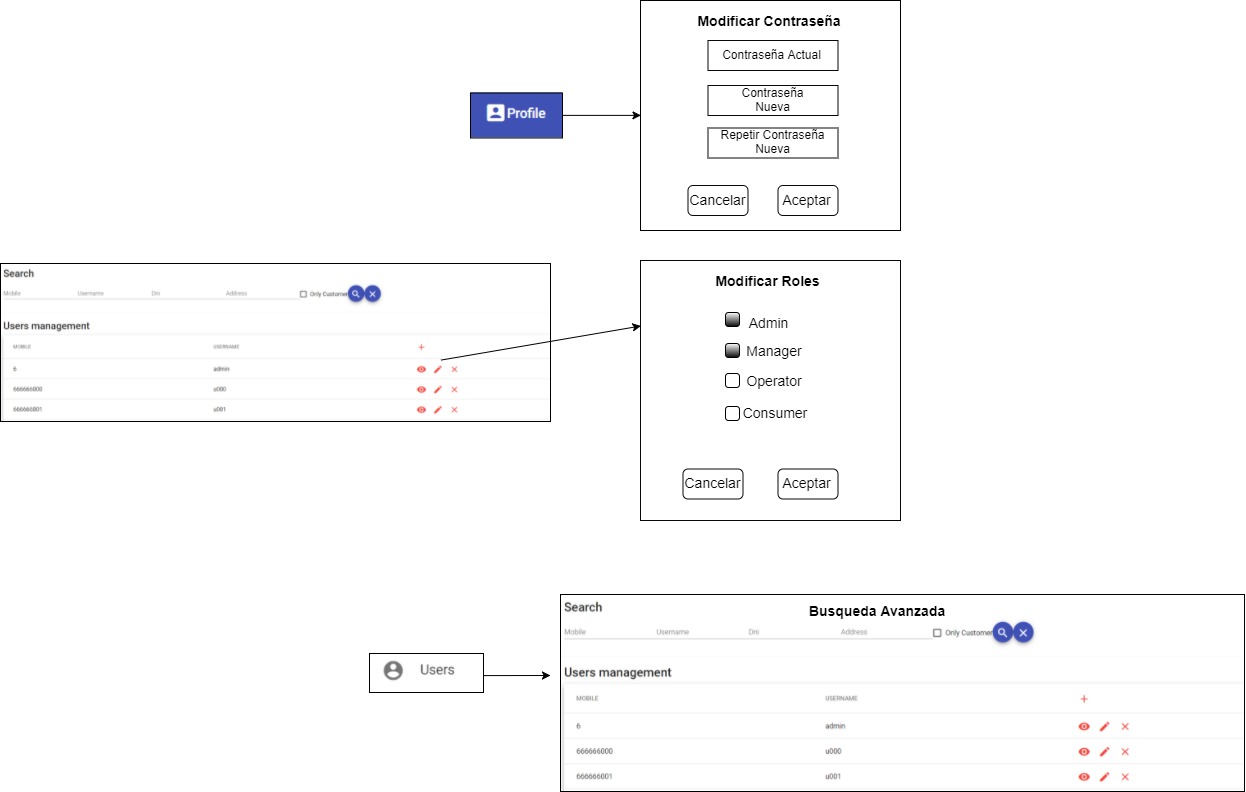 Modificar Contraseña
Contraseña Actual
Contraseña
Nueva
Repetir Contraseña
Nueva
Cancelar Aceptar
Profile
Search
Mobile Username Dni Address Only Customer
Users management
MOBILE USERNAME +
6 admin
666666000 u000
666666001 u001
Modificar Roles
Admin
Manager
Operator
Consumer
Cancelar Aceptar
Users
Search Busqueda Avanzada
Mobile Username Dni Address Only Customer
Users management
MOBILE USERNAME +
6 admin
666666000 u000
666666001 u001